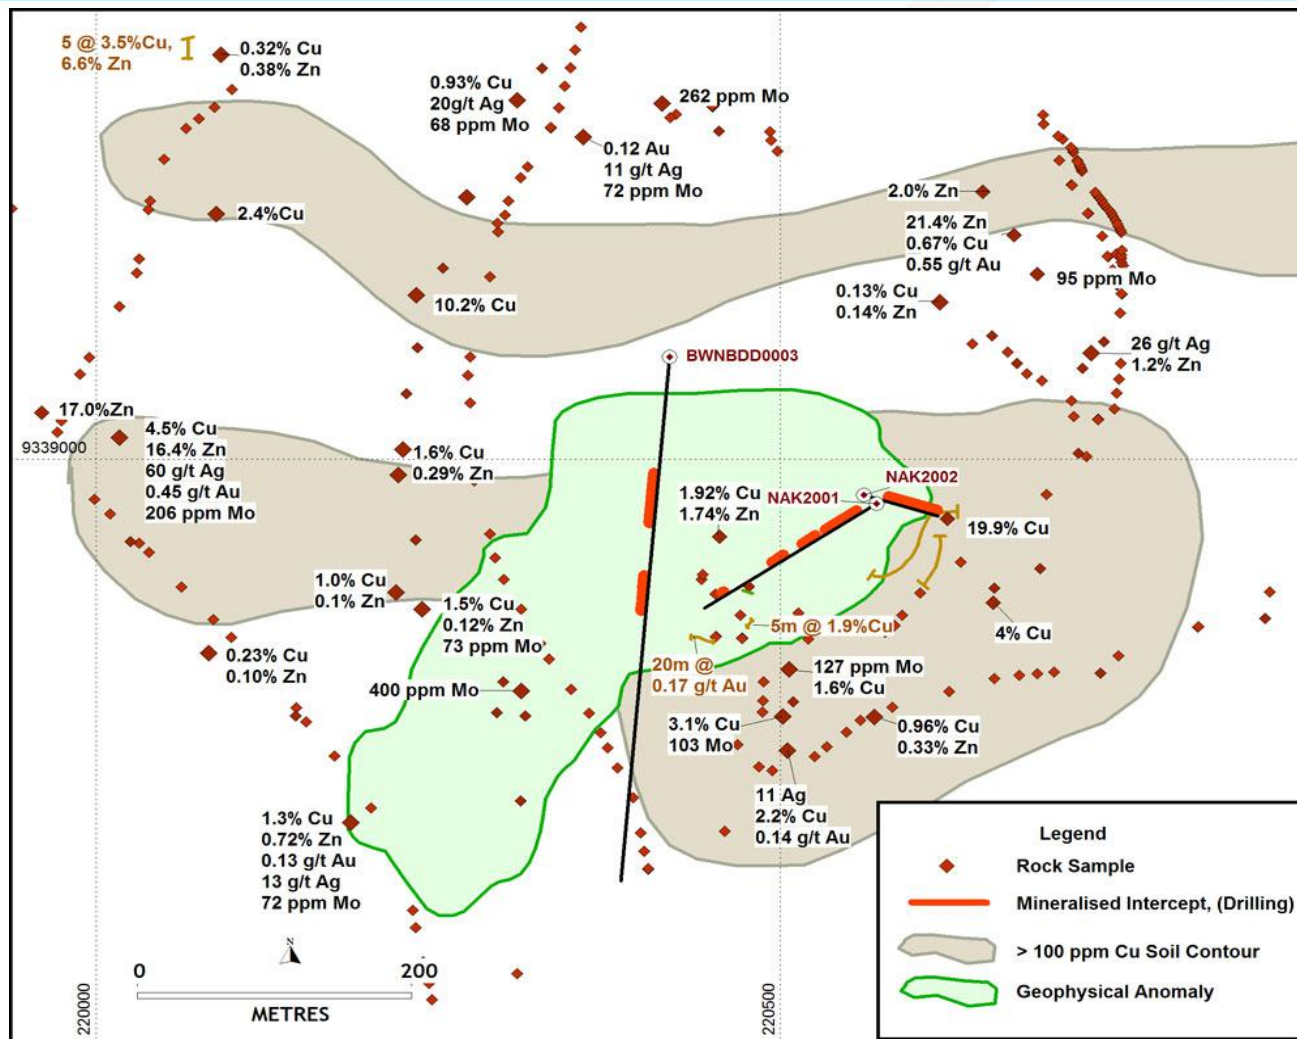 5 @ 3.5%Cu,
6.6% Zn
0.32% Cu
0.38% Zn
0.93% Cu
20g/t Ag
68 ppm Mo
262 ppm Mo
0.12 Au
11 g/t Ag
72 ppm Mo
2.4%Cu
2.0% Zn
21.4% Zn
0.67% Cu
0.55 g/t Au
95 ppm Mo
10.2% Cu
0.13% Cu
0.14% Zn
26 g/t Ag
1.2% Zn
BWNBDD0003
17.0%Zn
4.5% Cu
16.4% Zn
60 g/t Ag
0.45 g/t Au
206 ppm Mo
9339000
1.6% Cu
0.29% Zn
1.92% Cu
1.74% Zn
NAK2002
NAK2001
19.9% Cu
1.0% Cu
0.1% Zn
1.5% Cu
0.12% Zn
73 ppm Mo
5m @ 1.9%Cu
4% Cu
0.23% Cu
0.10% Zn
20m @
0.17 g/t Au
127 ppm Mo
1.6% Cu
400 ppm Mo
3.1% Cu
103 Mo
0.96% Cu
0.33% Zn
11 Ag
2.2% Cu
0.14 g/t Au
1.3% Cu
0.72% Zn
0.13 g/t Au
13 g/t Ag
72 ppm Mo
N
0 200
METRES
220000
220500
Legend
Rock Sample
Mineralised Intercept, (Drilling)
> 100 ppm Cu Soil Contour
Geophysical Anomaly